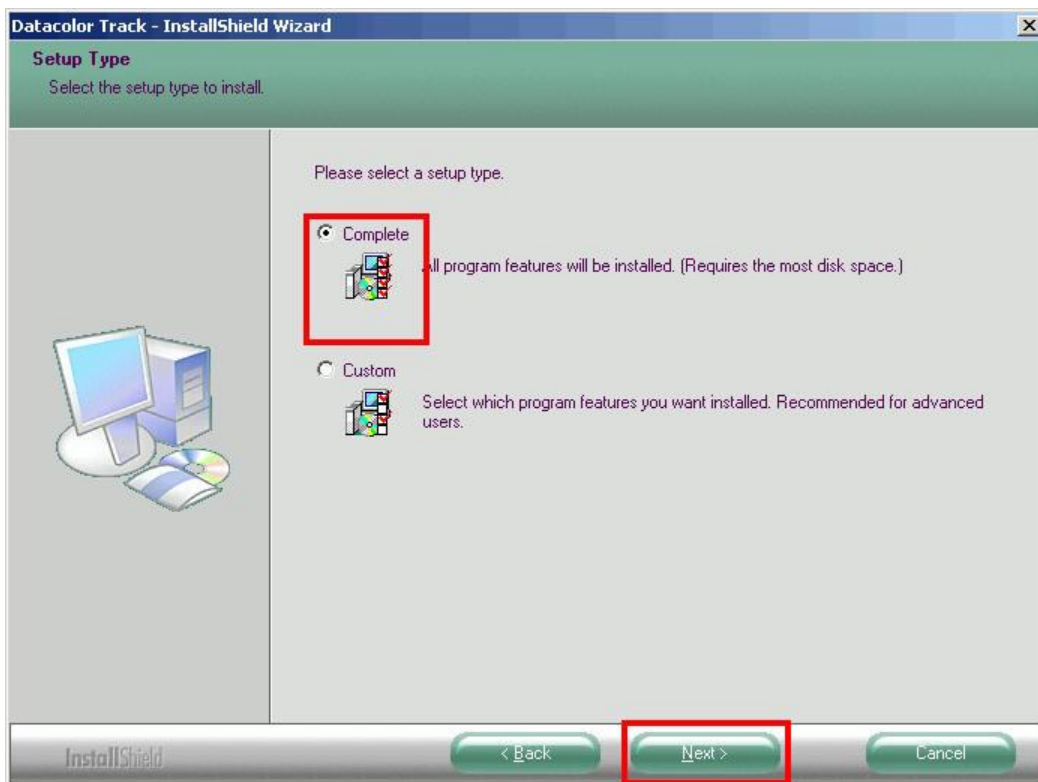 Datacolor Track - InstallShield Wizard
Setup Type
Select the setup type to install.
Please select a setup type.
Complete
All program features will be installed. (Requires the most disk space.)
Custom
Select which program features you want installed. Recommended for advanced
users.
InstallShield
< Back
Next >
Cancel